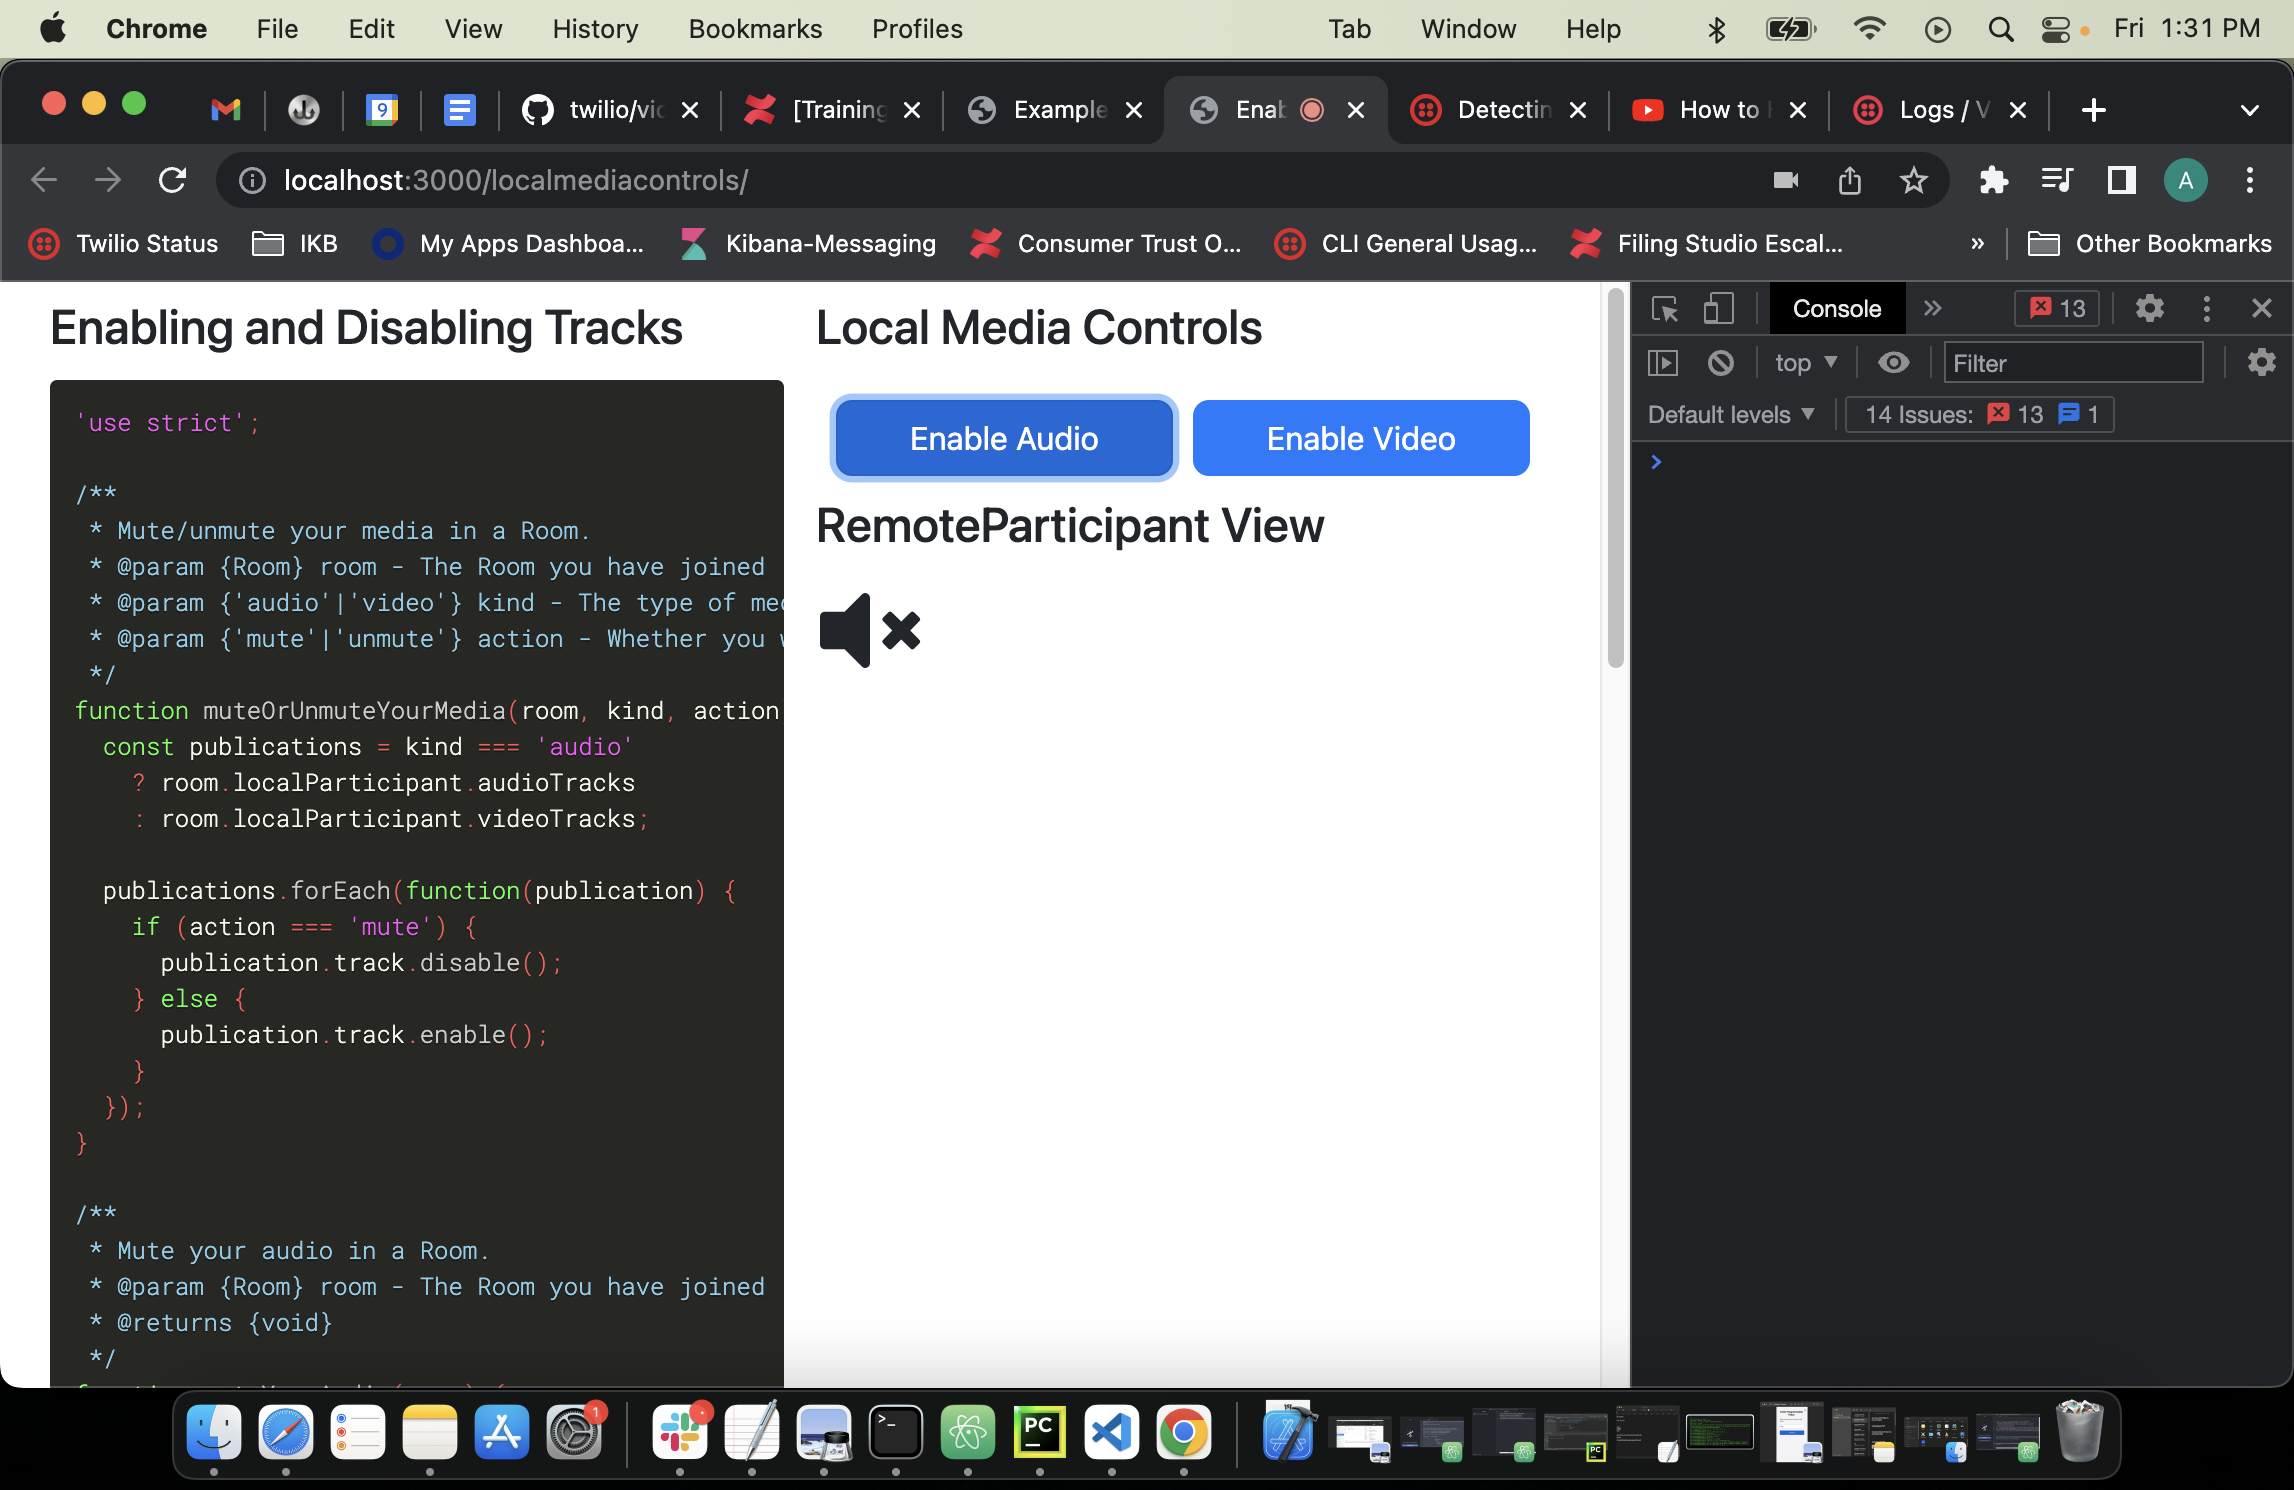 Chrome File Edit View History Bookmarks Profiles Tab Window Help Fri 1:31 PM
9 twilio/vic [Training Example Enab Detectin How to Logs / V
localhost:3000/localmediacontrols/ A
Twilio Status IKB My Apps Dashboa... Kibana-Messaging Consumer Trust O... CLI General Usag... Filing Studio Escal... » Other Bookmarks
Enabling and Disabling Tracks
'use strict';
/**
* Mute/unmute your media in a Room.
* @param {Room} room - The Room you have joined
* @param {'audio'|'video'} kind - The type of med
* @param {'mute'|'unmute'} action - Whether you w
*/
function muteOrUnmuteYourMedia(room, kind, action
const publications = kind === 'audio'
? room.localParticipant.audioTracks
: room.localParticipant.videoTracks;
publications.forEach(function(publication) {
if (action === 'mute') {
publication.track.disable();
} else {
publication.track.enable();
}
});
}
/**
* Mute your audio in a Room.
* @param {Room} room - The Room you have joined
* @returns {void}
*/
Local Media Controls
Enable Audio Enable Video
RemoteParticipant View
Console » 13
top Filter
Default levels 14 Issues: 13 1
>
1
PC